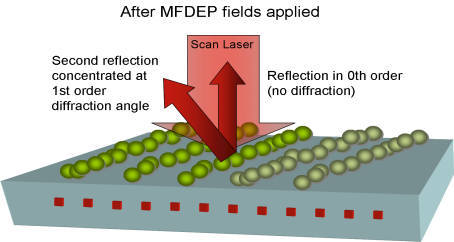 After MFDEP fields applied
Scan Laser
Second reflection
concentrated at
1st order
diffraction angle
Reflection in 0th order
(no diffraction)